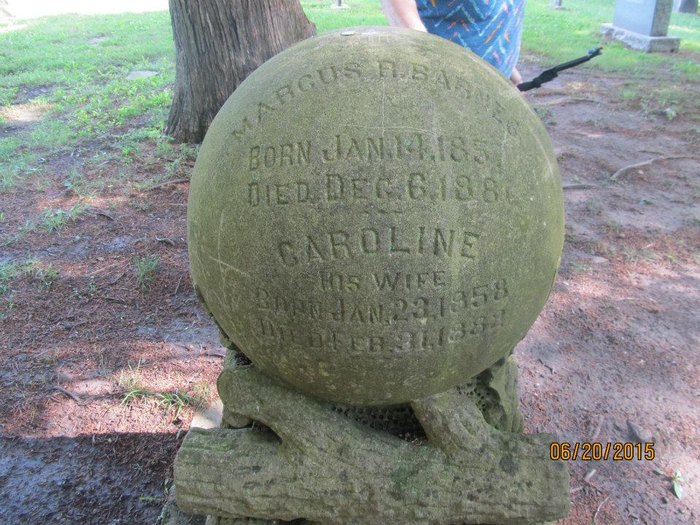 MARCUS R. BARNES
BORN JAN. 14. 185
DIED DEC. 6. 188
CAROLINE
HIS WIFE
BORN JAN. 23. 1858
DIED FEB. 188
06/20/2015